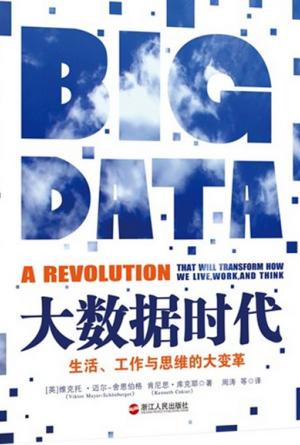 BIG
DATA
A REVOLUTION THAT WILL TRANSFORM HOW
WE LIVE, WORK, AND THINK
大数据时代
生活、工作与思维的大变革
[英]维克托·迈尔-舍恩伯格 肯尼思·库克耶◎著 周涛 等◎译
(Viktor Mayer-Schönberger) (Kenneth Cukier)
浙江人民出版社